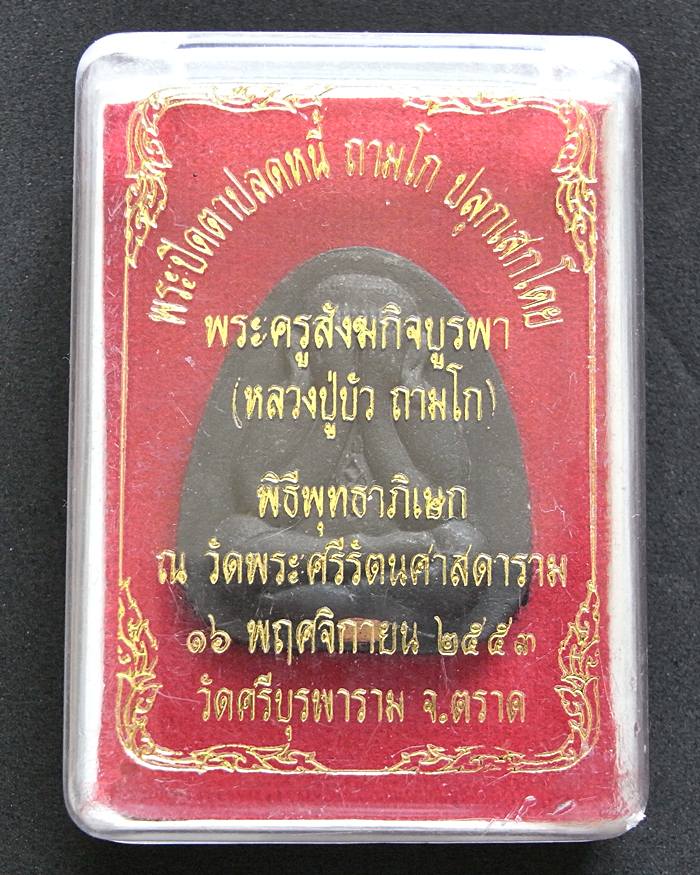 พระปิดตาปลดหนี้ ถามโก ปลุกเสกโดย
พระครูสังฆกิจบูรพา
(หลวงปู่บัว ถามโก)
พิธีพุทธาภิเษก
ณ วัดพระศรีรัตนศาสดาราม
๑๖ พฤศจิกายน ๒๕๕๓
วัดศรีบุรพาราม จ.ตราด